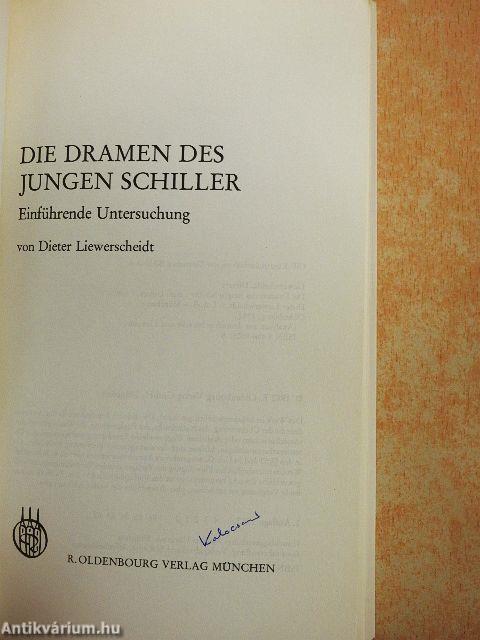 DIE DRAMEN DES
JUNGEN SCHILLER
Einführende Untersuchung
von Dieter Liewerscheidt
R. OLDENBOURG VERLAG MÜNCHEN
Antikvárium.hu